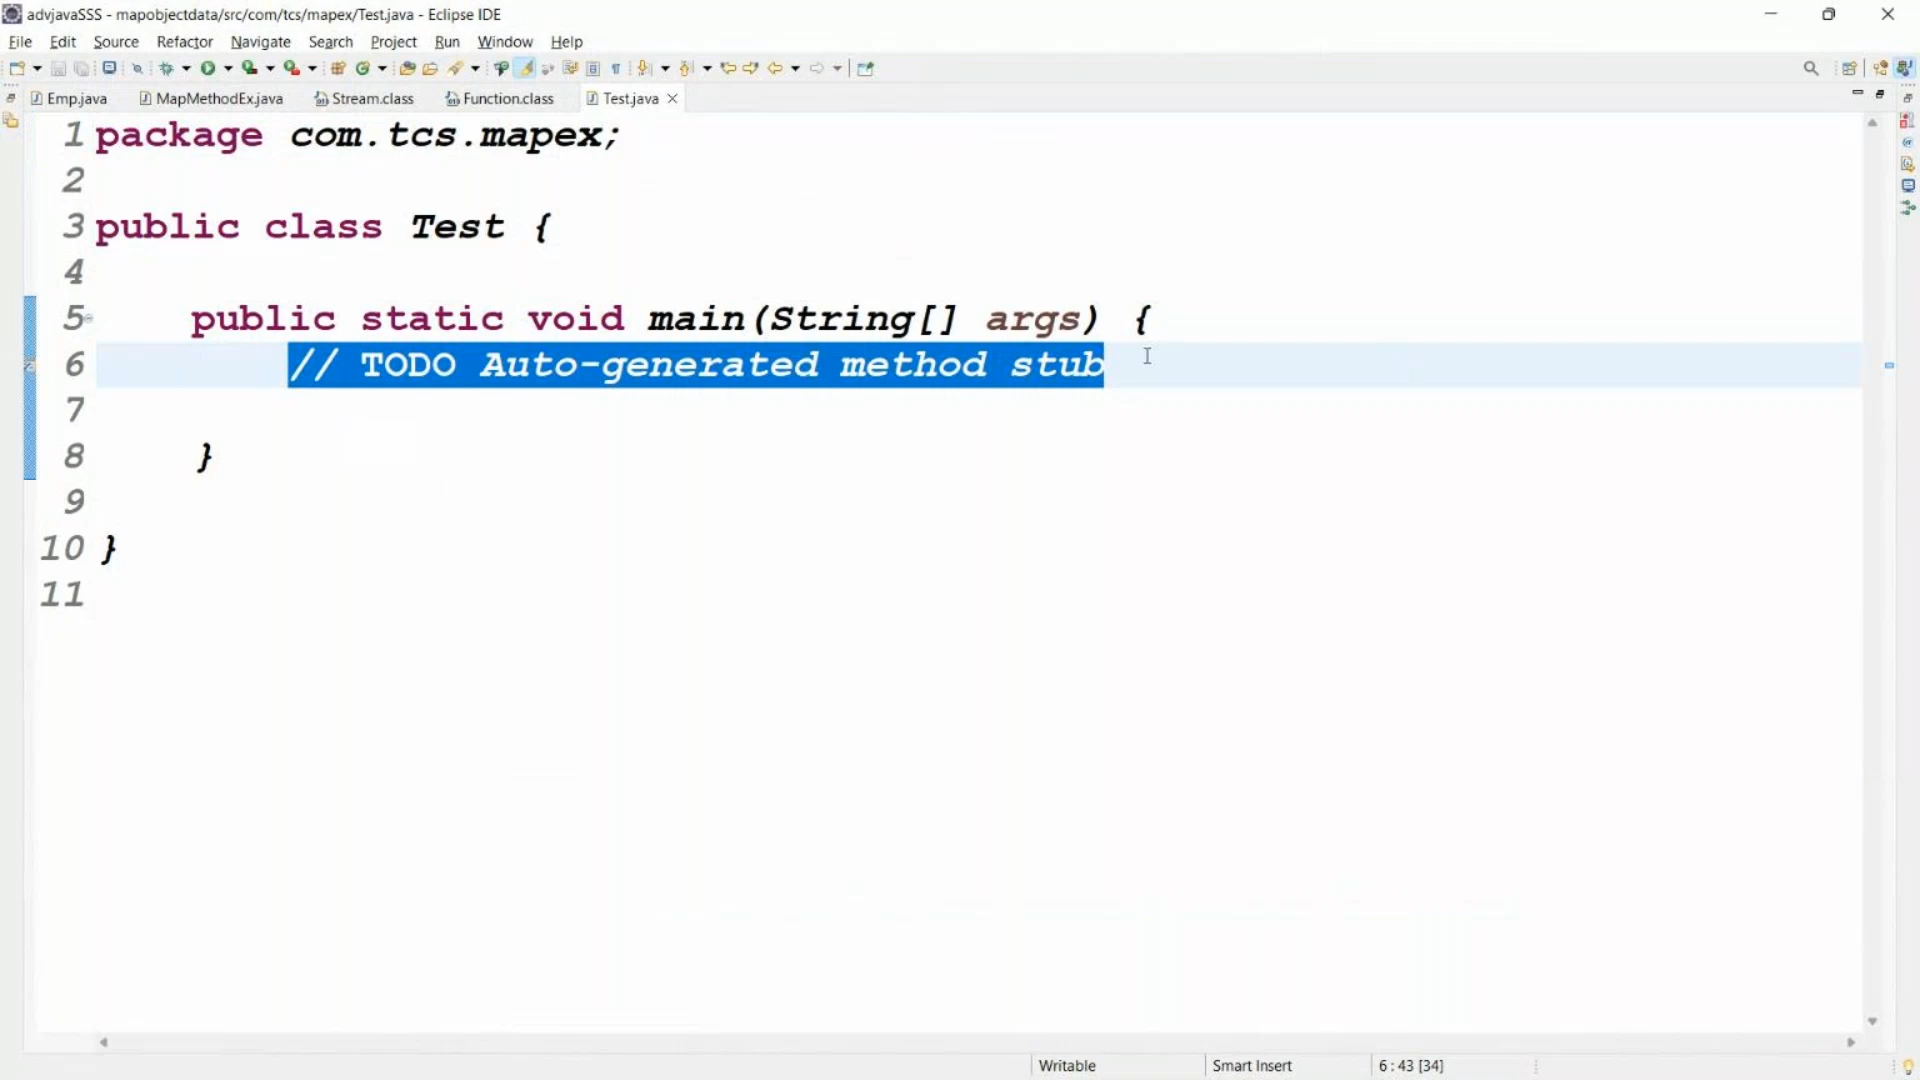 advjavaSSS - mapobjectdata/src/com/tcs/mapex/Test.java - Eclipse IDE
File Edit Source Refactor Navigate Search Project Run Window Help
Emp.java MapMethodEx.java Stream.class Function.class Test.java
1 package com.tcs.mapex;
2
3 public class Test {
4
5 public static void main(String[] args) {
6 // TODO Auto-generated method stub
7
8 }
9
10 }
11
Writable Smart Insert 6 : 43 [34]